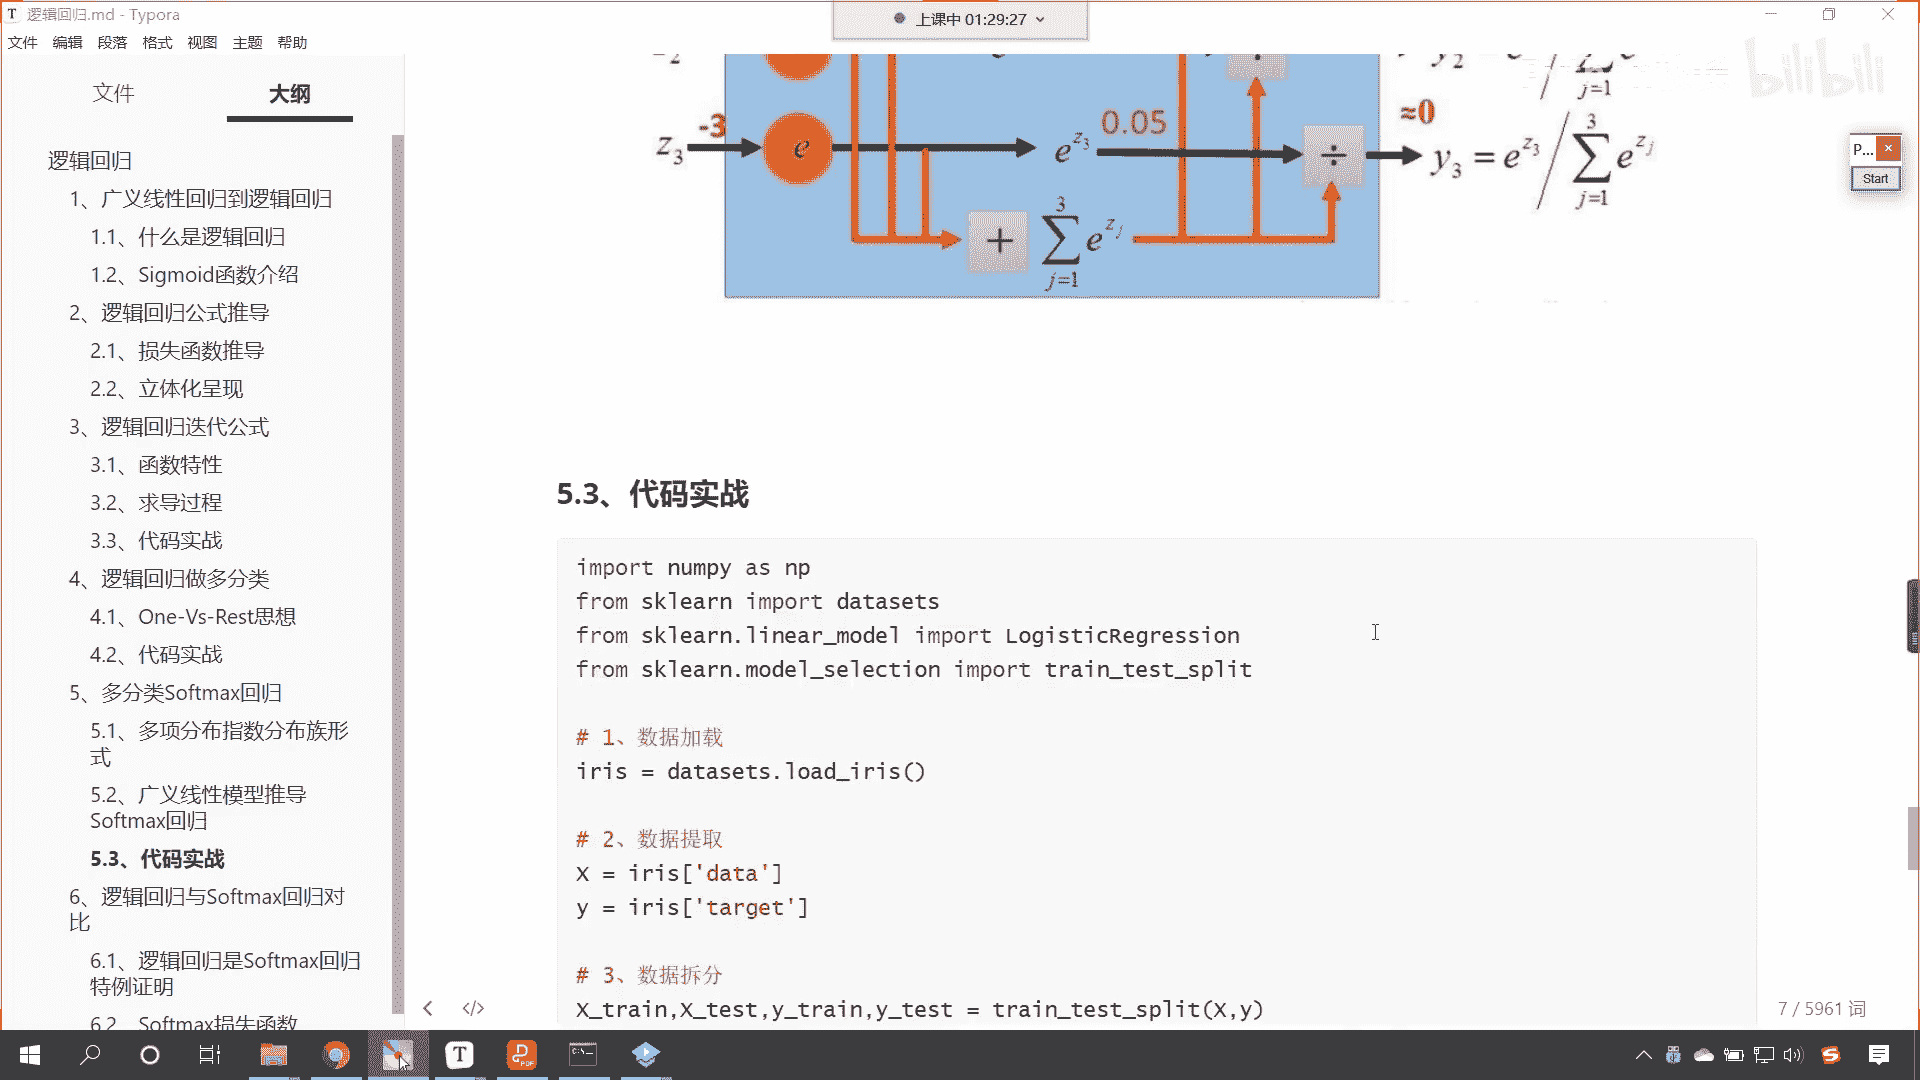 逻辑回归.md - Typora
上课中 01:29:27
文件 编辑 段落 格式 视图 主题 帮助
bilibili
文件 大纲
逻辑回归
1、广义线性回归到逻辑回归
1.1、什么是逻辑回归
1.2、Sigmoid函数介绍
2、逻辑回归公式推导
2.1、损失函数推导
2.2、立体化呈现
3、逻辑回归迭代公式
3.1、函数特性
3.2、求导过程
3.3、代码实战
4、逻辑回归做多分类
4.1、One-Vs-Rest思想
4.2、代码实战
5、多分类Softmax回归
5.1、多项分布指数分布族形
式
5.2、广义线性模型推导
Softmax回归
5.3、代码实战
6、逻辑回归与Softmax回归对
比
6.1、逻辑回归是Softmax回归
特例证明
6.2、Softmax损失函数
j=1
≈0
z3 -3 e e^z3 0.05 ÷ y3 = e^z3 / ∑ j=1 3 e^zj
+ ∑ j=1 3 e^zj
P...
Start
5.3、代码实战
import numpy as np
from sklearn import datasets
from sklearn.linear_model import LogisticRegression
from sklearn.model_selection import train_test_split
# 1、数据加载
iris = datasets.load_iris()
# 2、数据提取
X = iris['data']
y = iris['target']
# 3、数据拆分
X_train,X_test,y_train,y_test = train_test_split(X,y)
7 / 5961 词